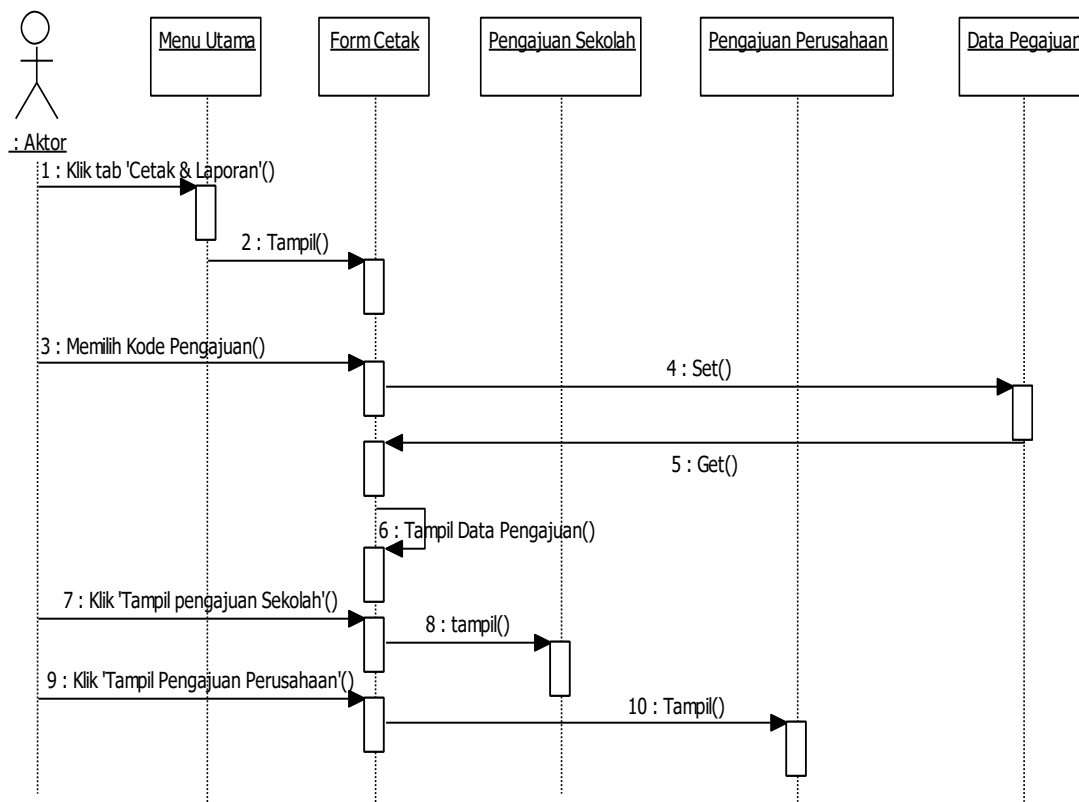 Menu Utama
Form Cetak
Pengajuan Sekolah
Pengajuan Perusahaan
Data Pegajuan
: Aktor
1 : Klik tab 'Cetak & Laporan'()
2 : Tampil()
3 : Memilih Kode Pengajuan()
4 : Set()
5 : Get()
6 : Tampil Data Pengajuan()
7 : Klik 'Tampil pengajuan Sekolah'()
8 : tampil()
9 : Klik 'Tampil Pengajuan Perusahaan'()
10 : Tampil()